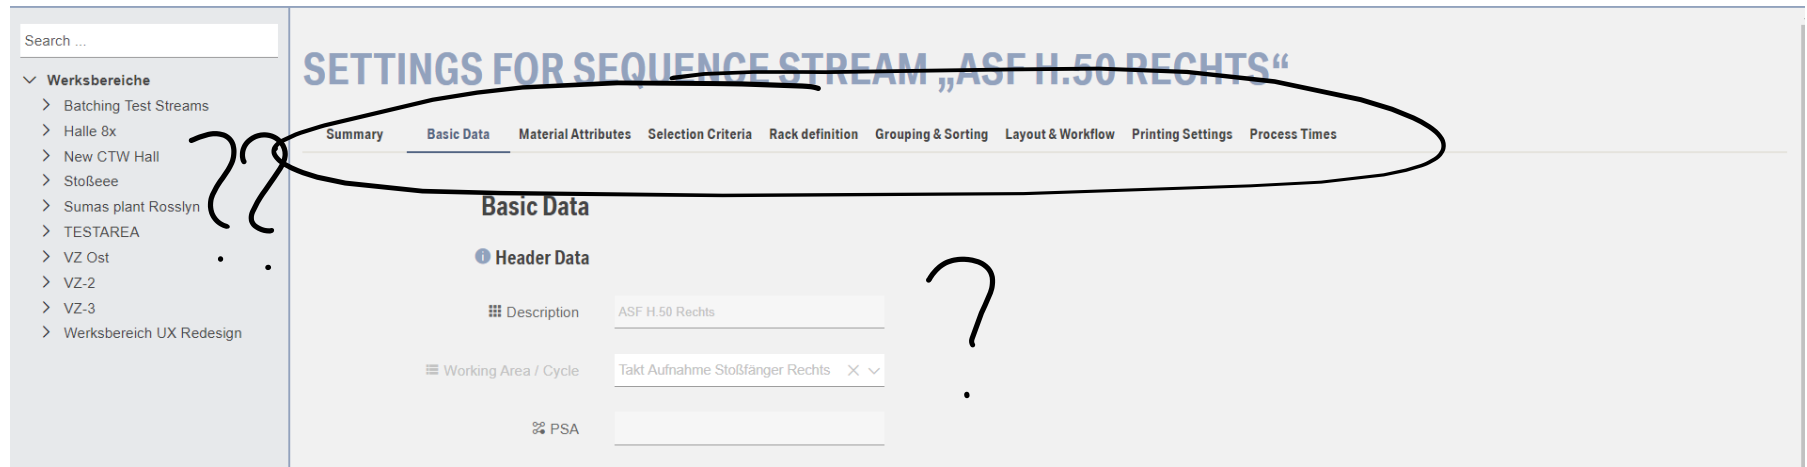 Search ...
Werksbereiche
Batching Test Streams
Halle 8x
New CTW Hall
Stoßeee
Sumas plant Rosslyn
TESTAREA
VZ Ost
VZ-2
VZ-3
Werksbereich UX Redesign
??
SETTINGS FOR SEQUENCE STREAM „ASF H.50 RECHTS“
Summary Basic Data Material Attributes Selection Criteria Rack definition Grouping & Sorting Layout & Workflow Printing Settings Process Times
Basic Data
Header Data
Description ASF H.50 Rechts
Working Area / Cycle Takt Aufnahme Stoßfänger Rechts
PSA
?